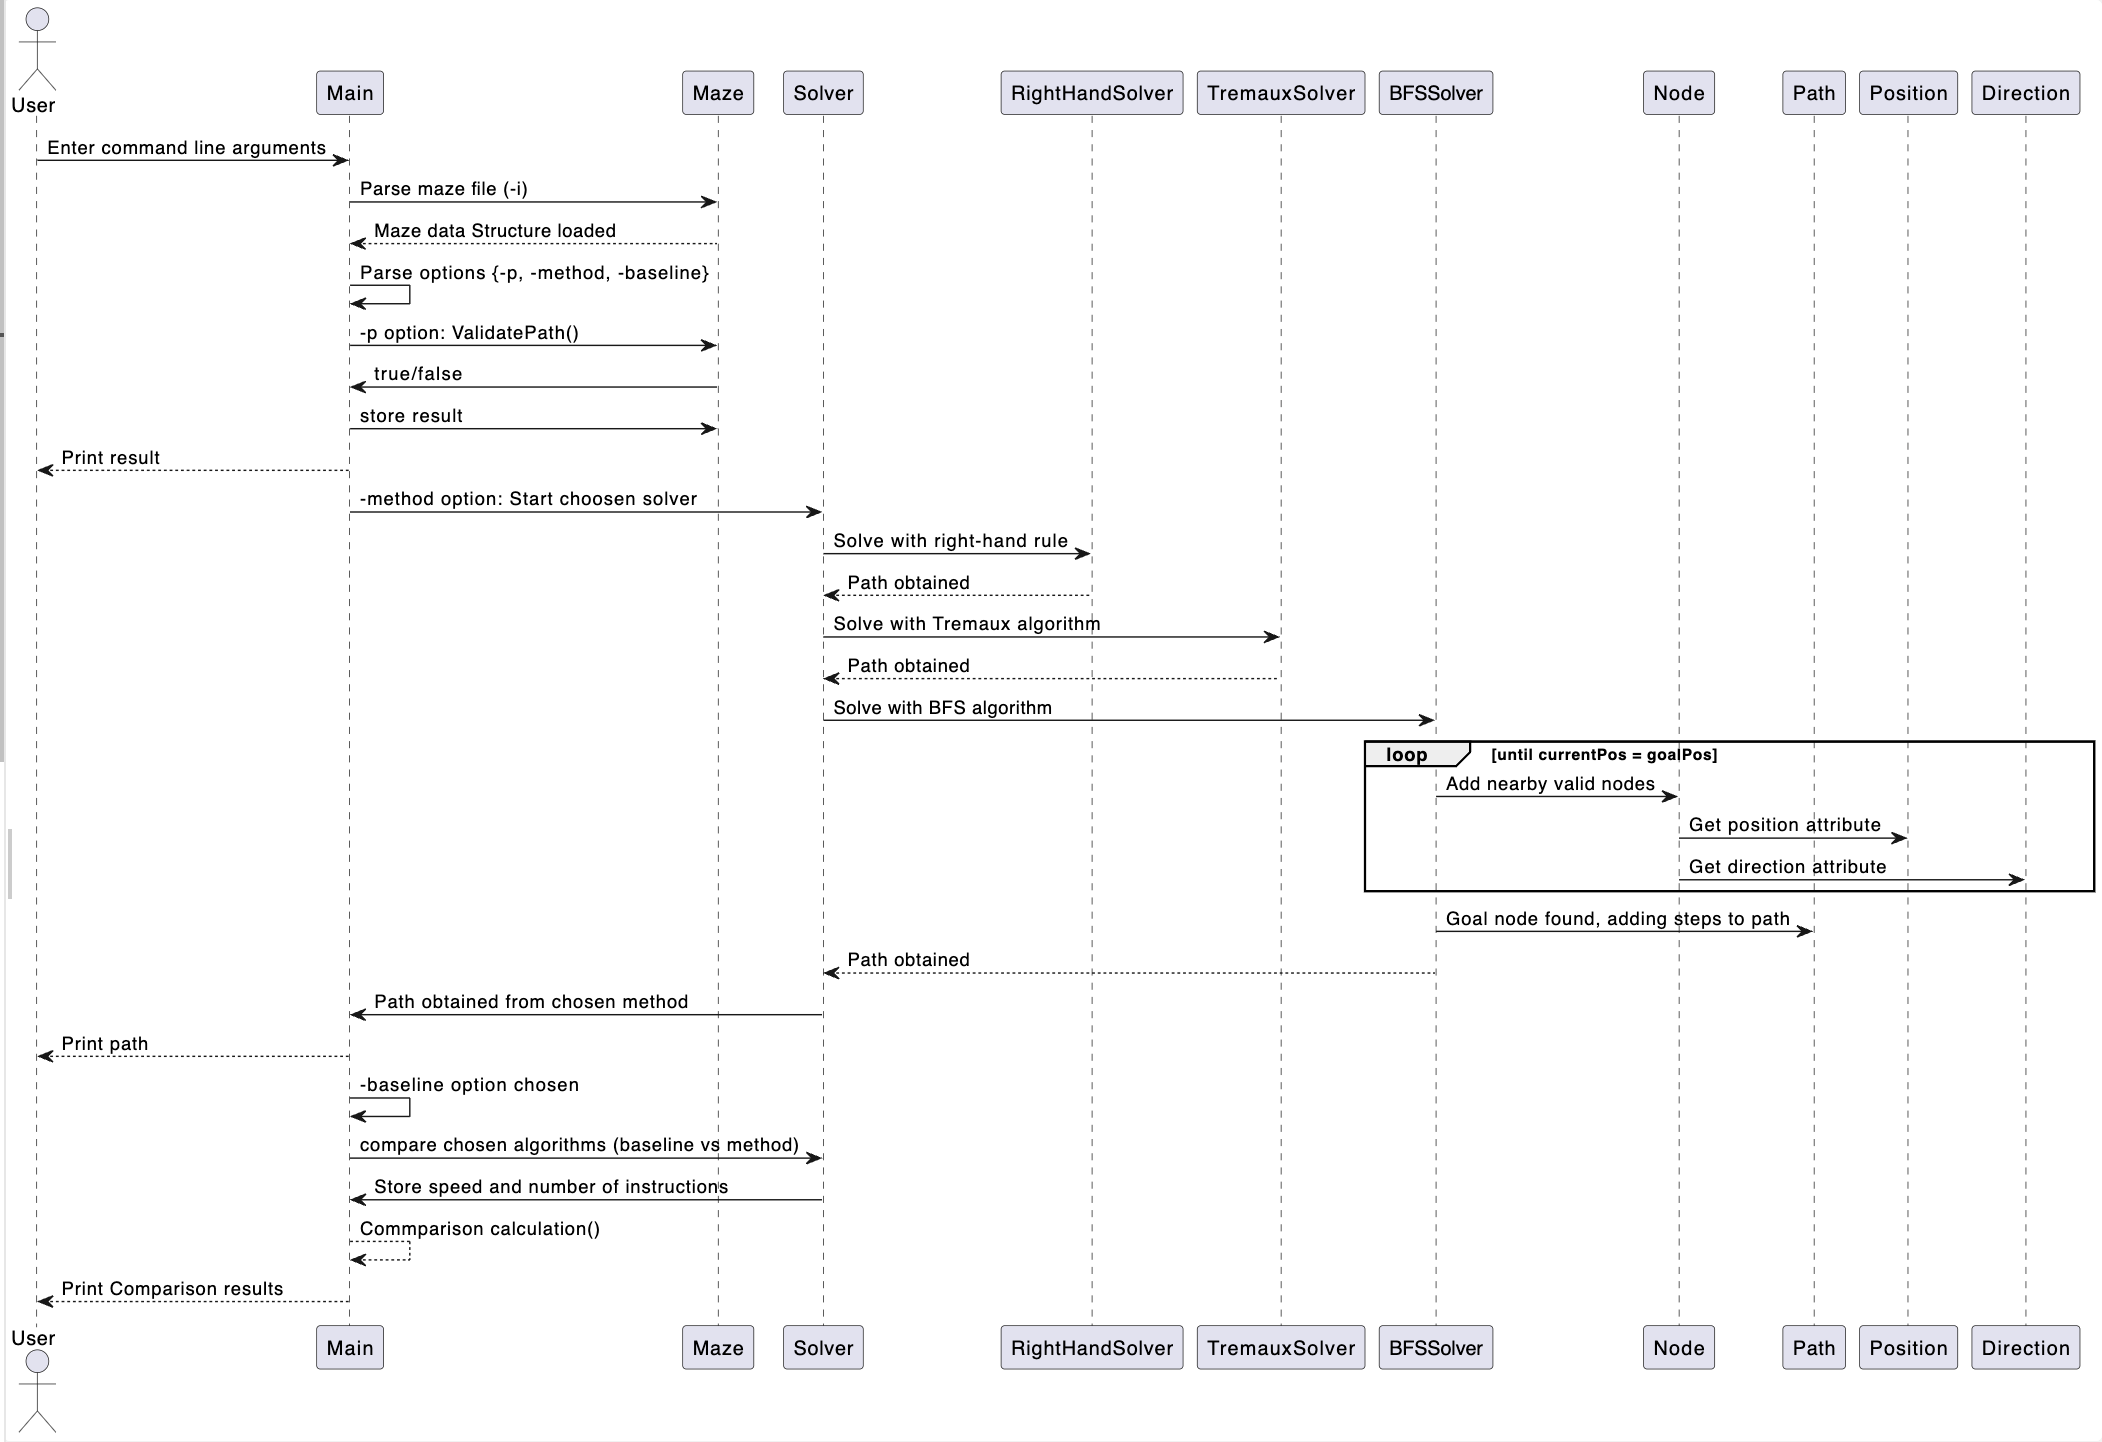 User
Main
Maze
Solver
RightHandSolver
TremauxSolver
BFSSolver
Node
Path
Position
Direction
Enter command line arguments
Parse maze file (-i)
Maze data Structure loaded
Parse options {-p, -method, -baseline}
-p option: ValidatePath()
true/false
store result
Print result
-method option: Start choosen solver
Solve with right-hand rule
Path obtained
Solve with Tremaux algorithm
Path obtained
Solve with BFS algorithm
loop [until currentPos = goalPos]
Add nearby valid nodes
Get position attribute
Get direction attribute
Goal node found, adding steps to path
Path obtained
Path obtained from chosen method
Print path
-baseline option chosen
compare chosen algorithms (baseline vs method)
Store speed and number of instructions
Commparison calculation()
Print Comparison results
User
Main
Maze
Solver
RightHandSolver
TremauxSolver
BFSSolver
Node
Path
Position
Direction